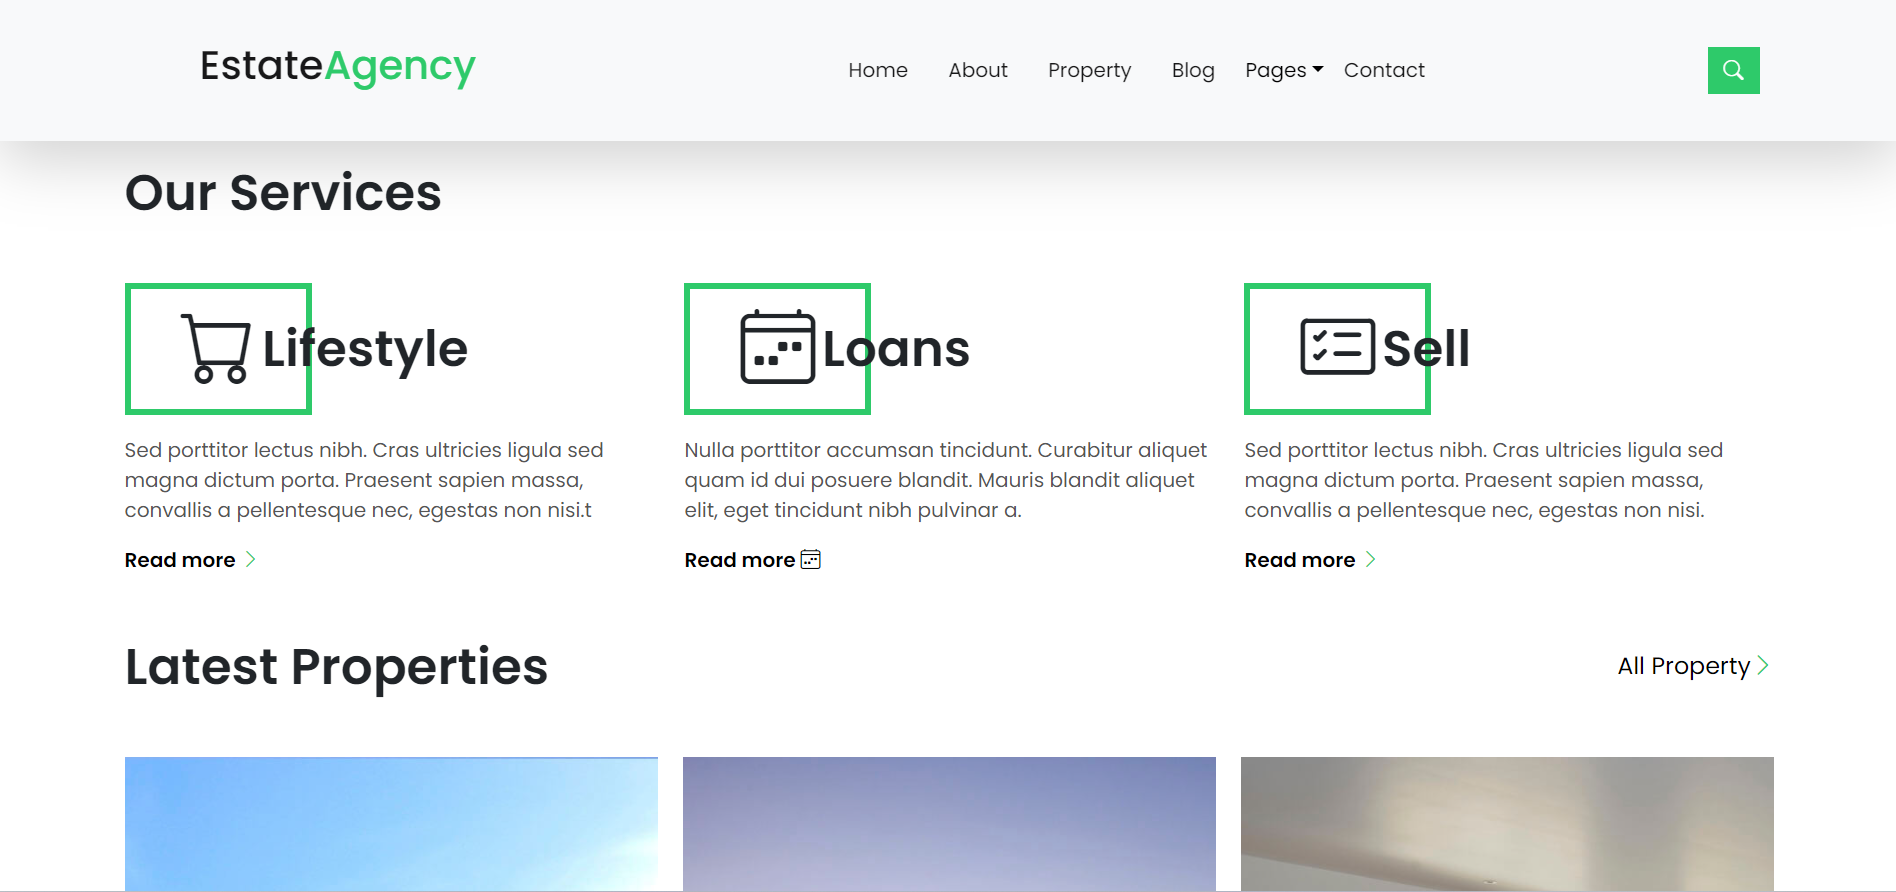 EstateAgency
Home About Property Blog Pages Contact
Our Services
Lifestyle
Sed porttitor lectus nibh. Cras ultricies ligula sed
magna dictum porta. Praesent sapien massa,
convallis a pellentesque nec, egestas non nisi.t
Read more
Loans
Nulla porttitor accumsan tincidunt. Curabitur aliquet
quam id dui posuere blandit. Mauris blandit aliquet
elit, eget tincidunt nibh pulvinar a.
Read more
Sell
Sed porttitor lectus nibh. Cras ultricies ligula sed
magna dictum porta. Praesent sapien massa,
convallis a pellentesque nec, egestas non nisi.
Read more
Latest Properties
All Property